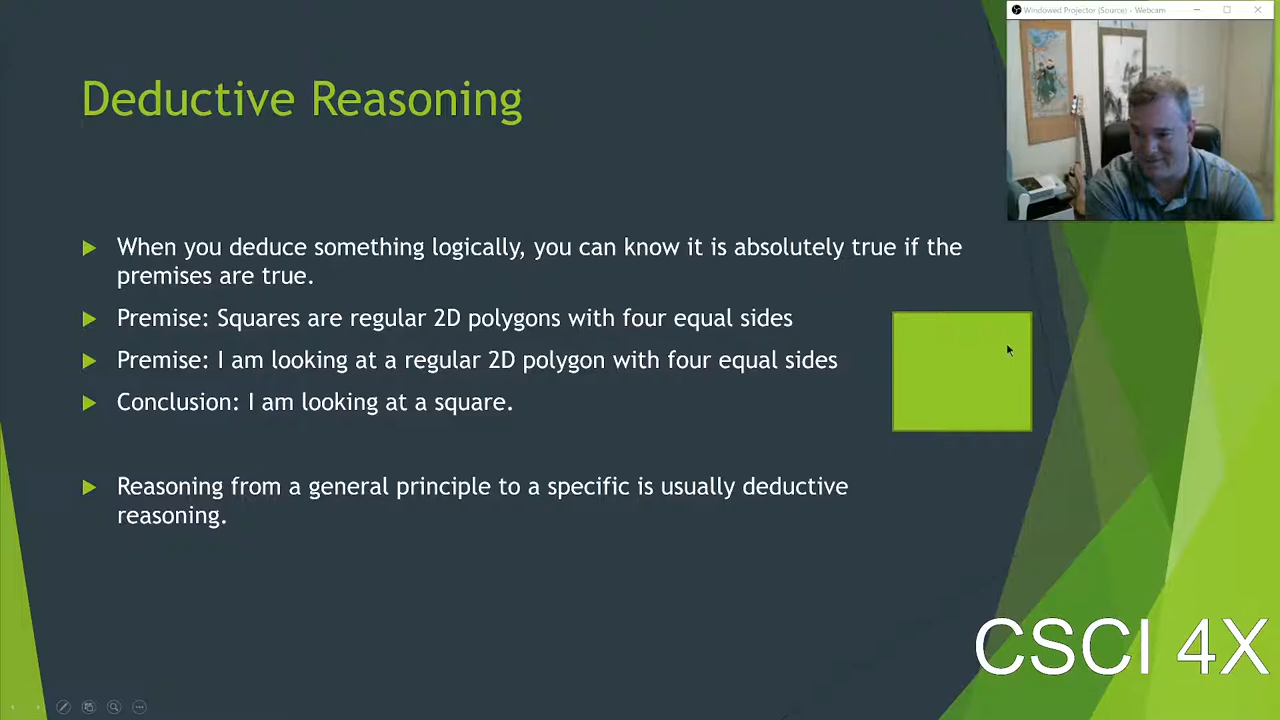 Windowed Projector (Source) - Webcam
Deductive Reasoning
When you deduce something logically, you can know it is absolutely true if the
premises are true.
Premise: Squares are regular 2D polygons with four equal sides
Premise: I am looking at a regular 2D polygon with four equal sides
Conclusion: I am looking at a square.
Reasoning from a general principle to a specific is usually deductive
reasoning.
CSCI 4X